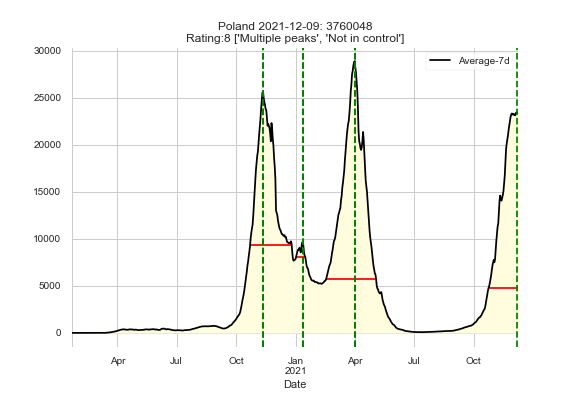 Poland 2021-12-09: 3760048
Rating:8 ['Multiple peaks', 'Not in control']
30000
Average-7d
25000
20000
15000
10000
5000
0
Apr Jul Oct Jan Apr Jul Oct
2021
Date